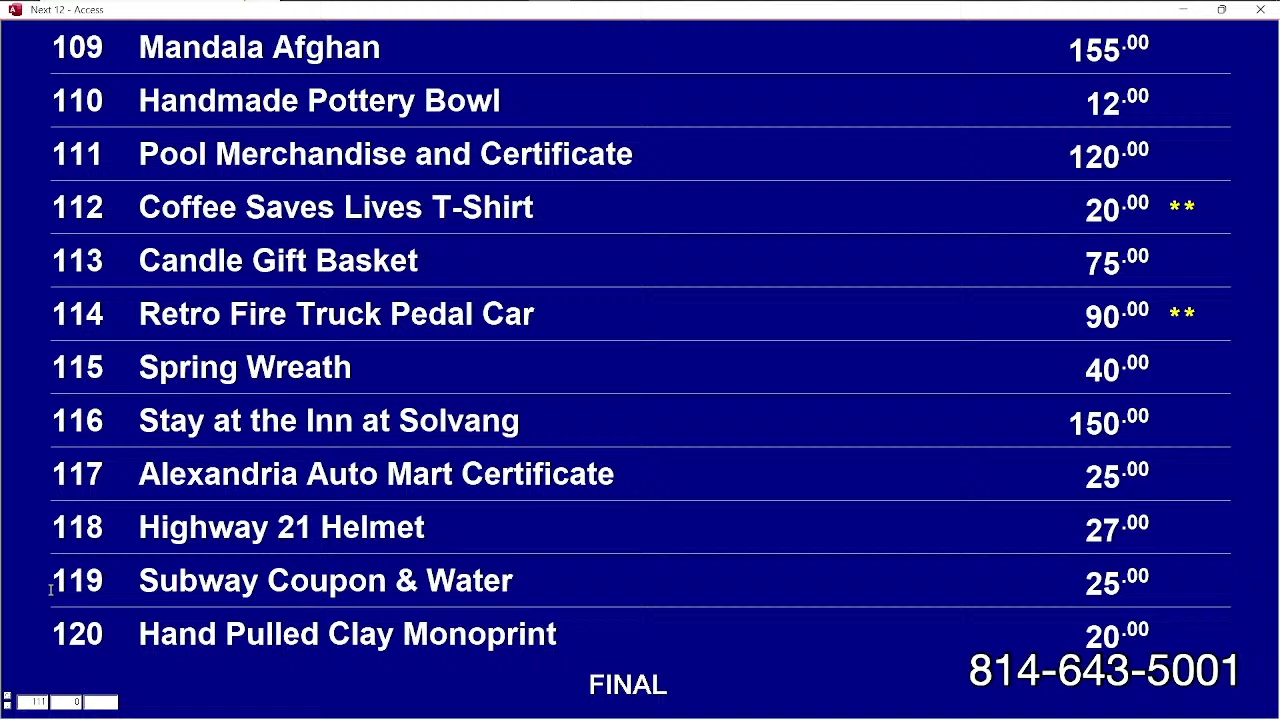 Next 12 - Access
109 Mandala Afghan 155.00
110 Handmade Pottery Bowl 12.00
111 Pool Merchandise and Certificate 120.00
112 Coffee Saves Lives T-Shirt 20.00 **
113 Candle Gift Basket 75.00
114 Retro Fire Truck Pedal Car 90.00 **
115 Spring Wreath 40.00
116 Stay at the Inn at Solvang 150.00
117 Alexandria Auto Mart Certificate 25.00
118 Highway 21 Helmet 27.00
119 Subway Coupon & Water 25.00
120 Hand Pulled Clay Monoprint 20.00
814-643-5001
FINAL
111 0